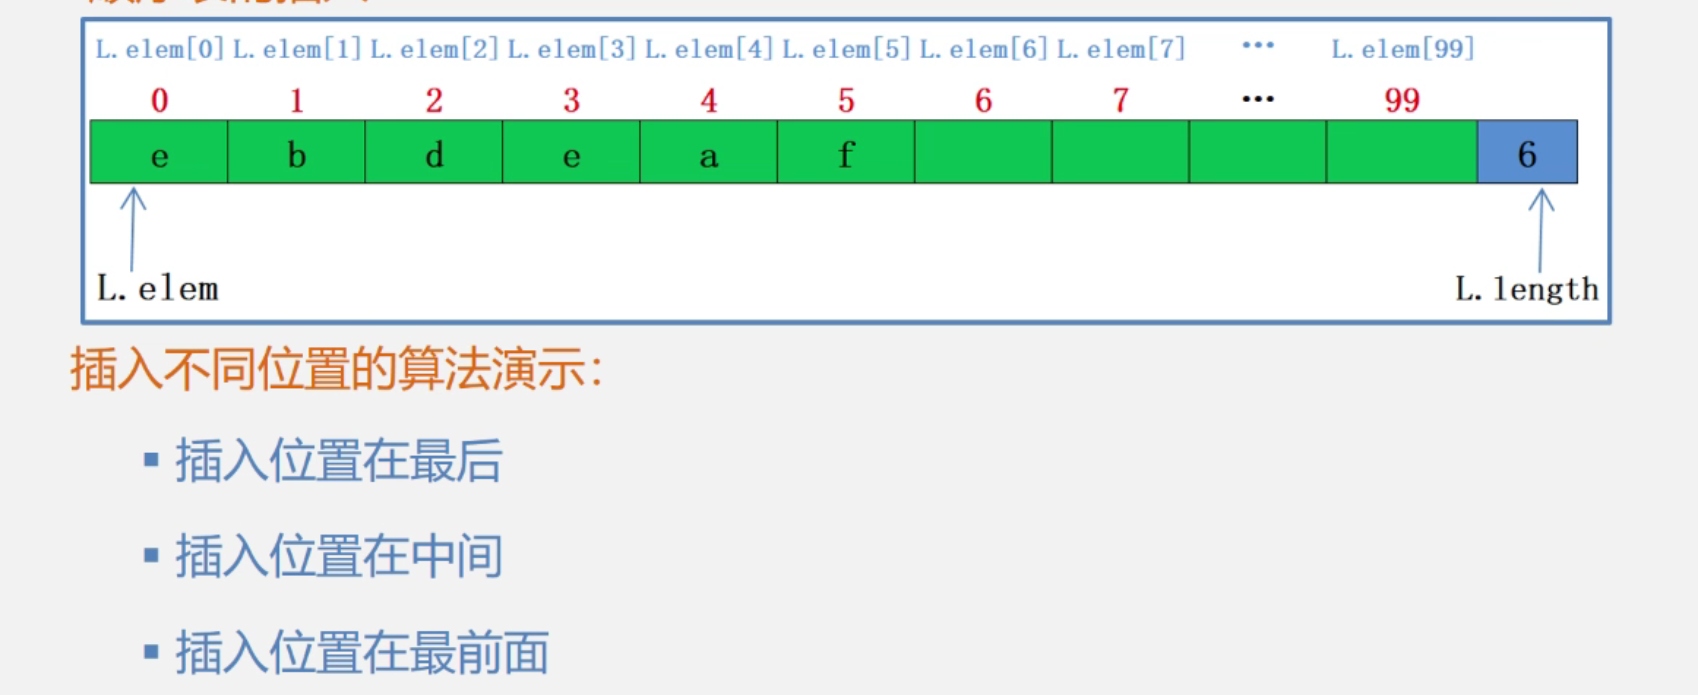 L.elem[0] L.elem[1] L.elem[2] L.elem[3] L.elem[4] L.elem[5] L.elem[6] L.elem[7] ... L.elem[99]
0 1 2 3 4 5 6 7 ... 99
e b d e a f 6
L.elem L.length
插入不同位置的算法演示:
▪ 插入位置在最后
▪ 插入位置在中间
▪ 插入位置在最前面